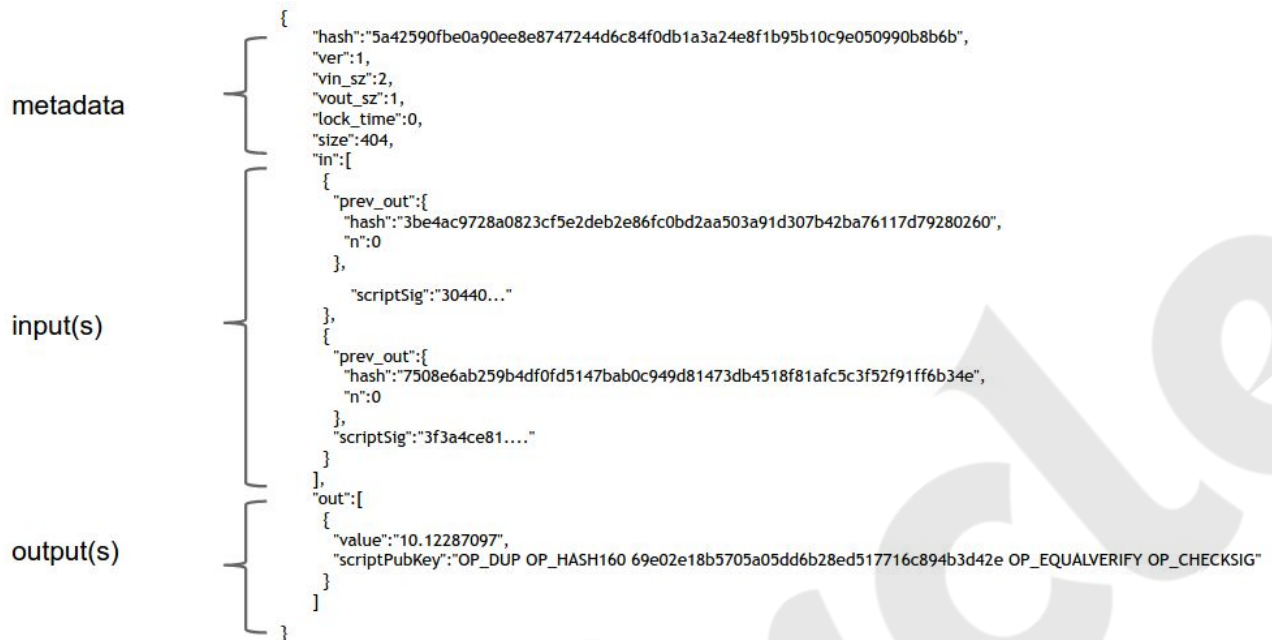 {
"hash":"5a42590fbe0a90ee8e8747244d6c84f0db1a3a24e8f1b95b10c9e050990b8b6b",
"ver":1,
"vin_sz":2,
"vout_sz":1,
metadata
"lock_time":0,
"size":404,
"in":[
{
"prev_out":{
"hash":"3be4ac9728a0823cf5e2deb2e86fc0bd2aa503a91d307b42ba76117d79280260",
"n":0
},
"scriptSig":"30440..."
input(s)
},
{
"prev_out":{
"hash":"7508e6ab259b4df0fd5147bab0c949d81473db4518f81afc5c3f52f91ff6b34e",
"n":0
},
"scriptSig":"3f3a4ce81...."
}
],
"out":[
{
"value":"10.12287097",
output(s)
"scriptPubKey":"OP_DUP OP_HASH160 69e02e18b5705a05dd6b28ed517716c894b3d42e OP_EQUALVERIFY OP_CHECKSIG"
}
]
}